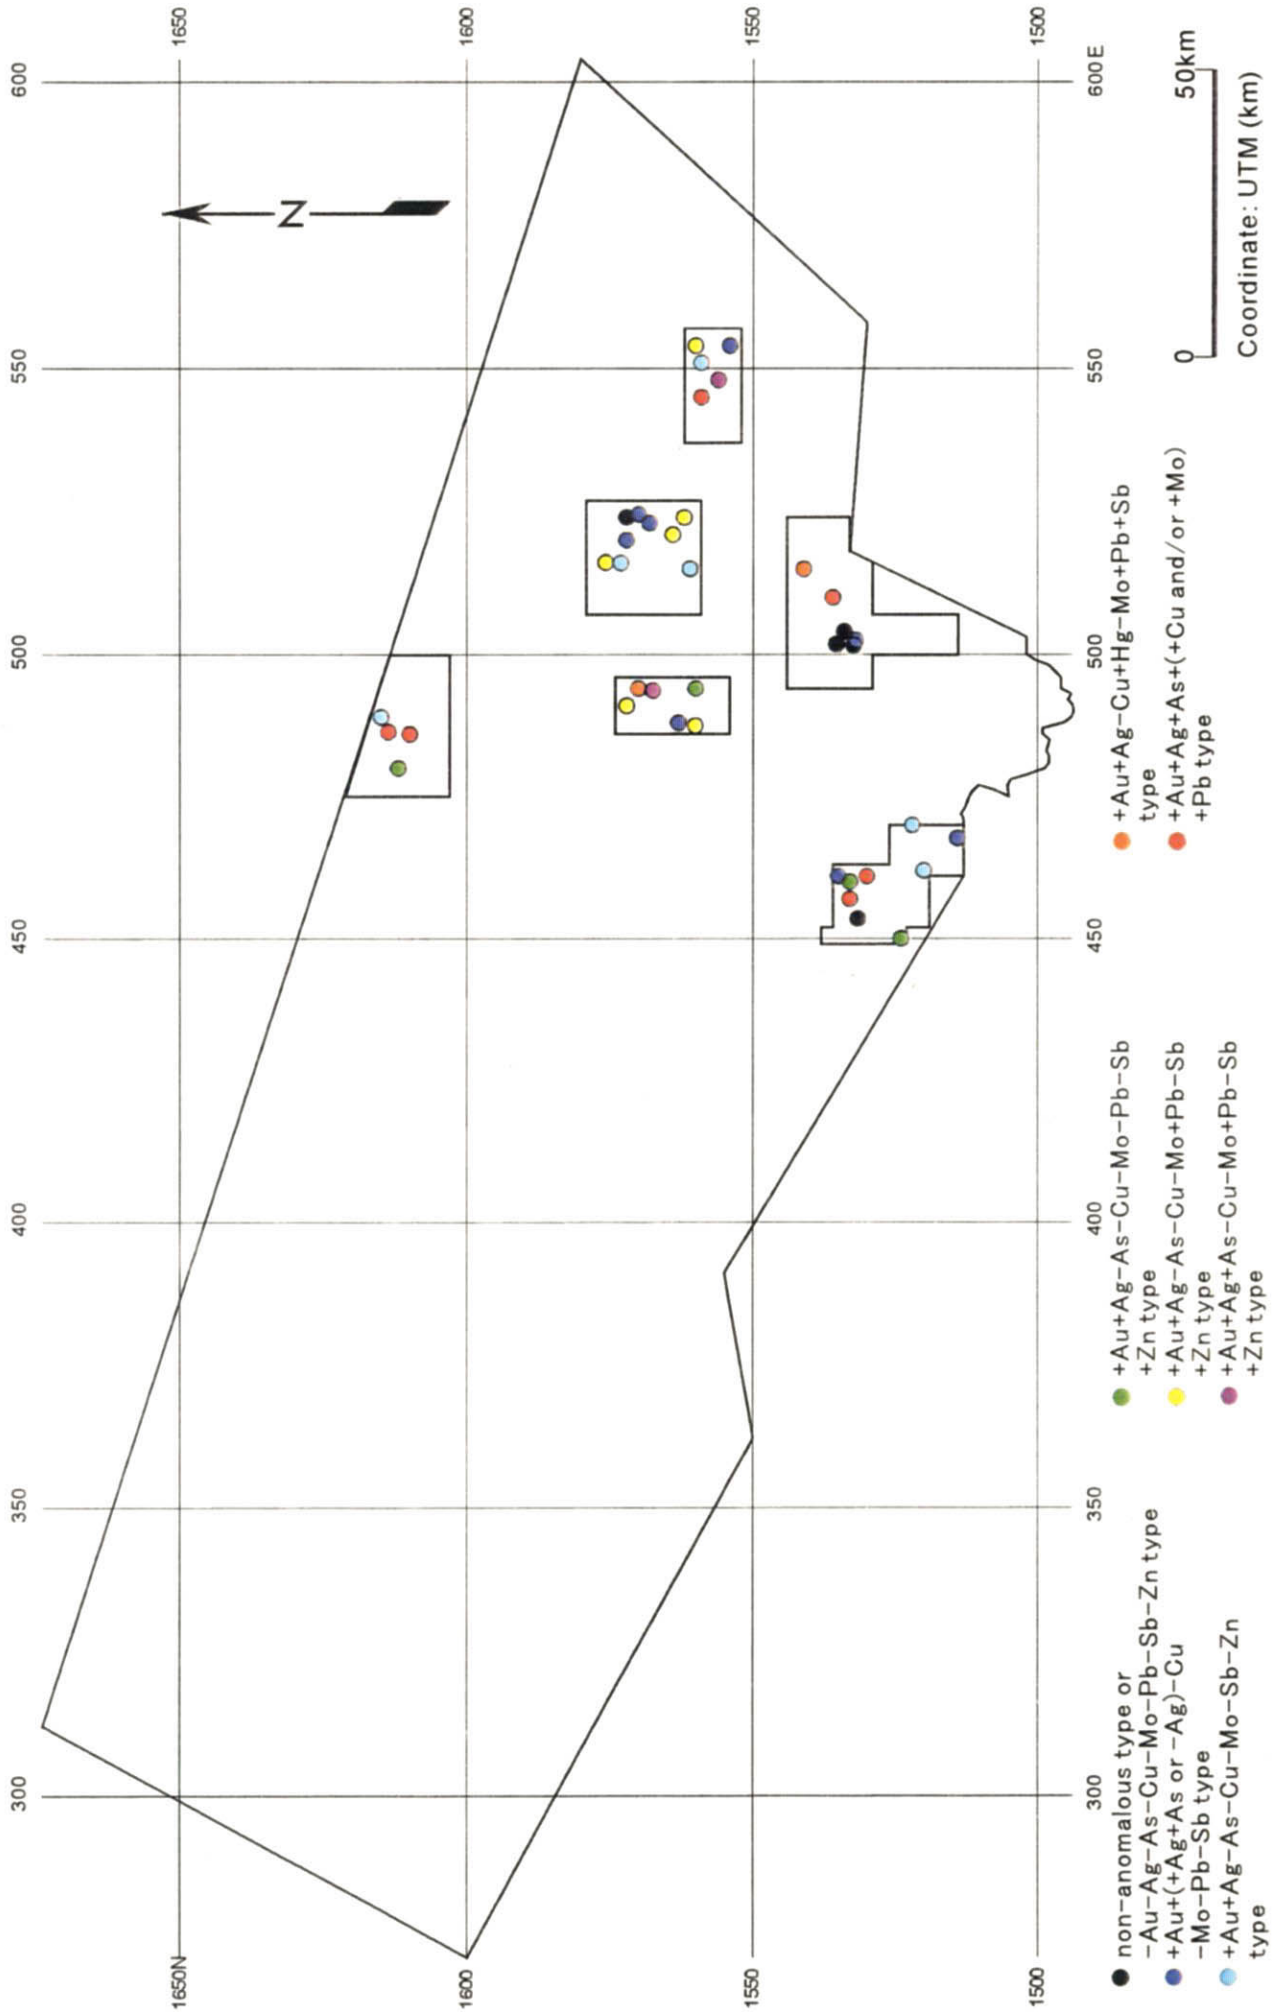 300
350
400
450
500
550
600
1650N
1650
1600
1600
1550
1550
1500
1500
N
300
350
400
450
500
550
600E
non-anomalous type or
-Au-Ag-As-Cu-Mo-Pb-Sb-Zn type
+Au+(+Ag+As or -Ag)-Cu
-Mo-Pb-Sb type
+Au+Ag-As-Cu-Mo-Sb-Zn
type
+Au+Ag-As-Cu-Mo-Pb-Sb
+Zn type
+Au+Ag-As-Cu-Mo+Pb-Sb
+Zn type
+Au+Ag+As-Cu-Mo+Pb-Sb
+Zn type
+Au+Ag-Cu+Hg-Mo+Pb+Sb
type
+Au+Ag+As+(+Cu and/or +Mo)
+Pb type
0 50km
Coordinate: UTM (km)